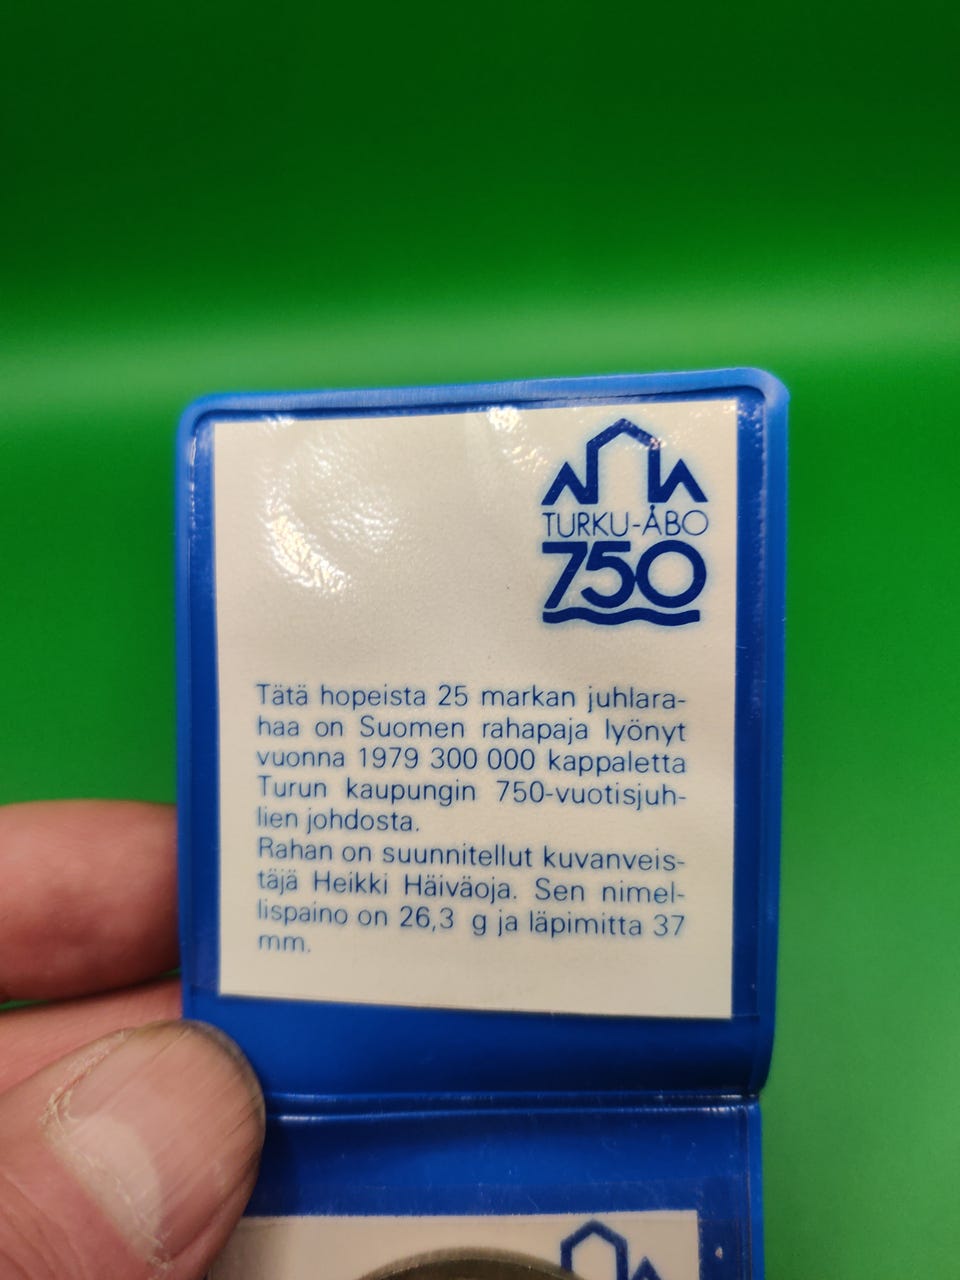 TURKU-ÅBO
750
Tätä hopeista 25 markan juhlara-
haa on Suomen rahapaja lyönyt
vuonna 1979 300 000 kappaletta
Turun kaupungin 750-vuotisjuh-
lien johdosta.
Rahan on suunnitellut kuvanveis-
täjä Heikki Häiväoja. Sen nimel-
lispaino on 26,3 g ja läpimitta 37
mm.